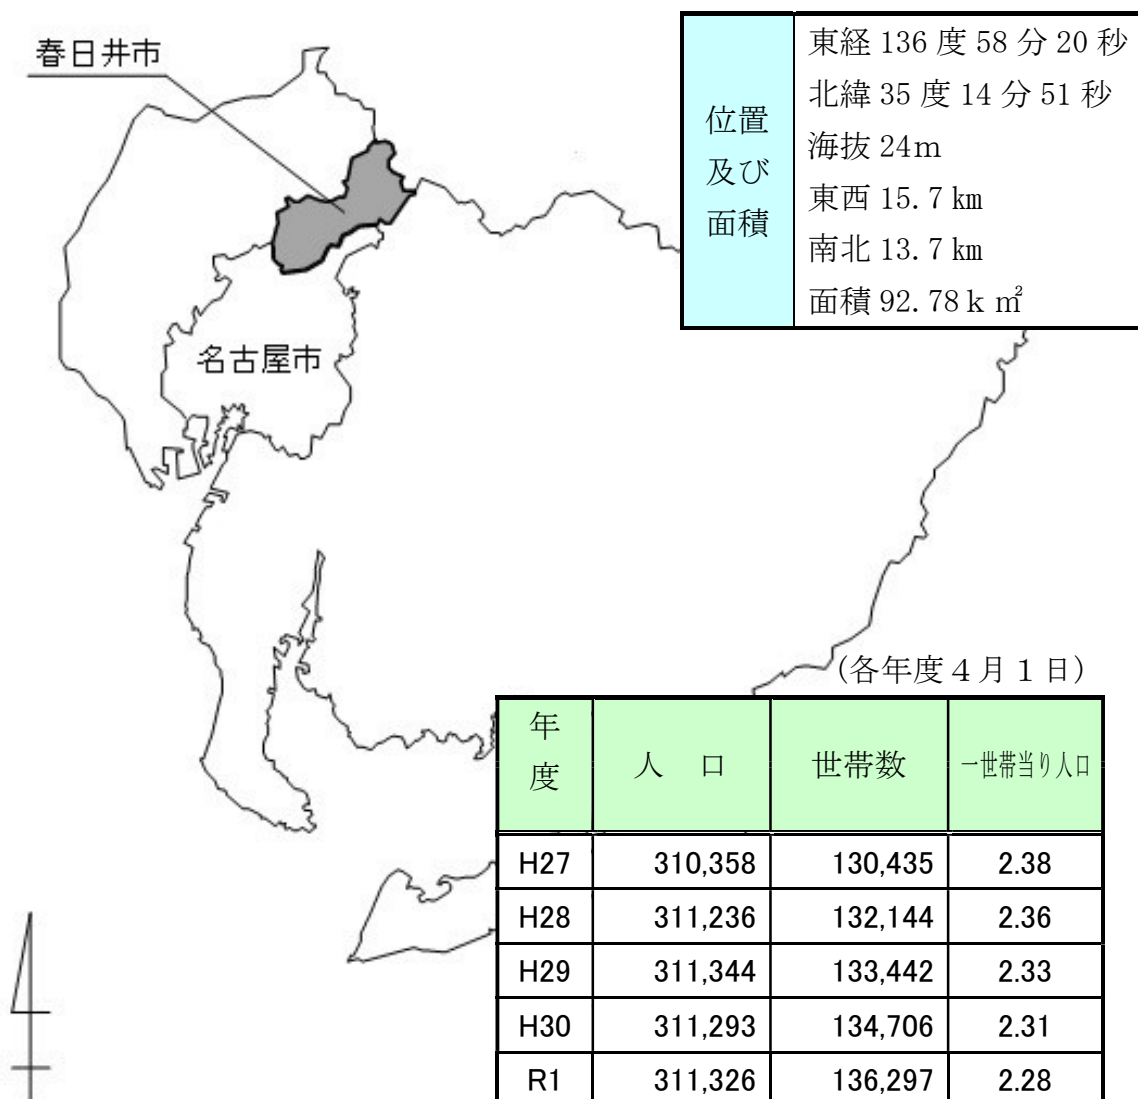 春日井市
名古屋市
位置
及び
面積
東経 136 度 58 分 20 秒
北緯 35 度 14 分 51 秒
海抜 24m
東西 15.7 ㎞
南北 13.7 ㎞
面積 92.78ｋ㎡
(各年度４月１日)
年度 人　口 世帯数 一世帯当り人口
H27 310,358 130,435 2.38
H28 311,236 132,144 2.36
H29 311,344 133,442 2.33
H30 311,293 134,706 2.31
R1 311,326 136,297 2.28